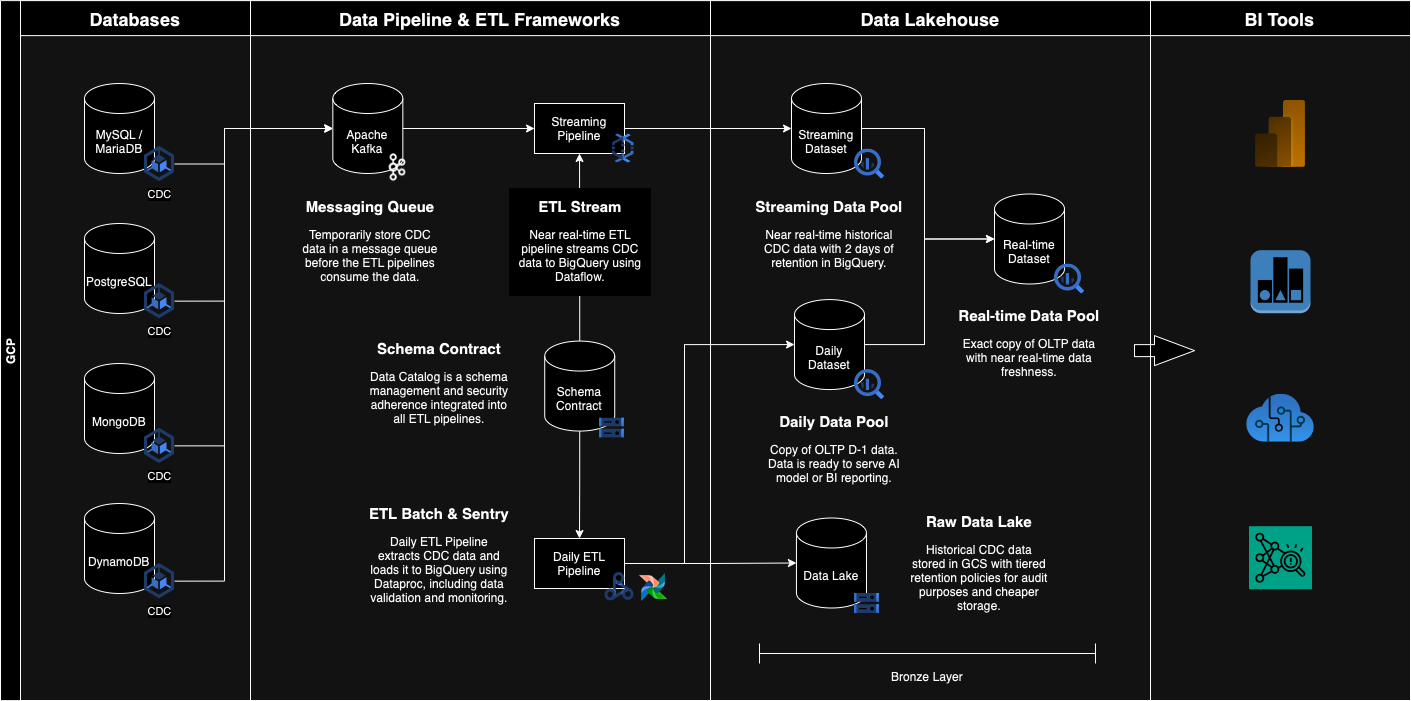 Databases
Data Pipeline & ETL Frameworks
Data Lakehouse
BI Tools
GCP
MySQL /
MariaDB
CDC
PostgreSQL
CDC
MongoDB
CDC
DynamoDB
CDC
Apache
Kafka
Messaging Queue
Temporarily store CDC
data in a message queue
before the ETL pipelines
consume the data.
Streaming
Pipeline
ETL Stream
Near real-time ETL
pipeline streams CDC
data to BigQuery using
Dataflow.
Schema Contract
Data Catalog is a schema
management and security
adherence integrated into
all ETL pipelines.
Schema
Contract
ETL Batch & Sentry
Daily ETL Pipeline
extracts CDC data and
loads it to BigQuery using
Dataproc, including data
validation and monitoring.
Daily ETL
Pipeline
Streaming
Dataset
Streaming Data Pool
Near real-time historical
CDC data with 2 days of
retention in BigQuery.
Daily
Dataset
Daily Data Pool
Copy of OLTP D-1 data.
Data is ready to serve AI
model or BI reporting.
Real-time
Dataset
Real-time Data Pool
Exact copy of OLTP data
with near real-time data
freshness.
Data Lake
Raw Data Lake
Historical CDC data
stored in GCS with tiered
retention policies for audit
purposes and cheaper
storage.
Bronze Layer